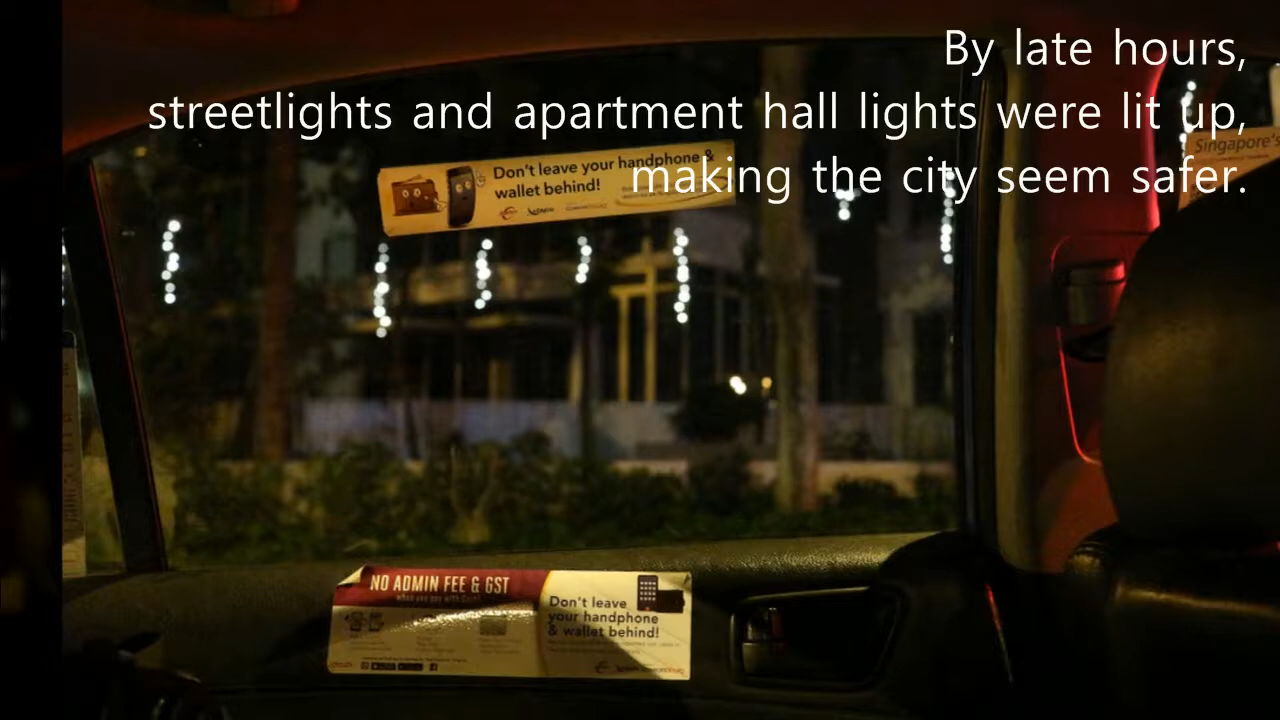 By late hours,
streetlights and apartment hall lights were lit up,
making the city seem safer.
Singapore's
Don't leave your handphone &
wallet behind!
NO ADMIN FEE & GST
Don't leave
your handphone
& wallet behind!